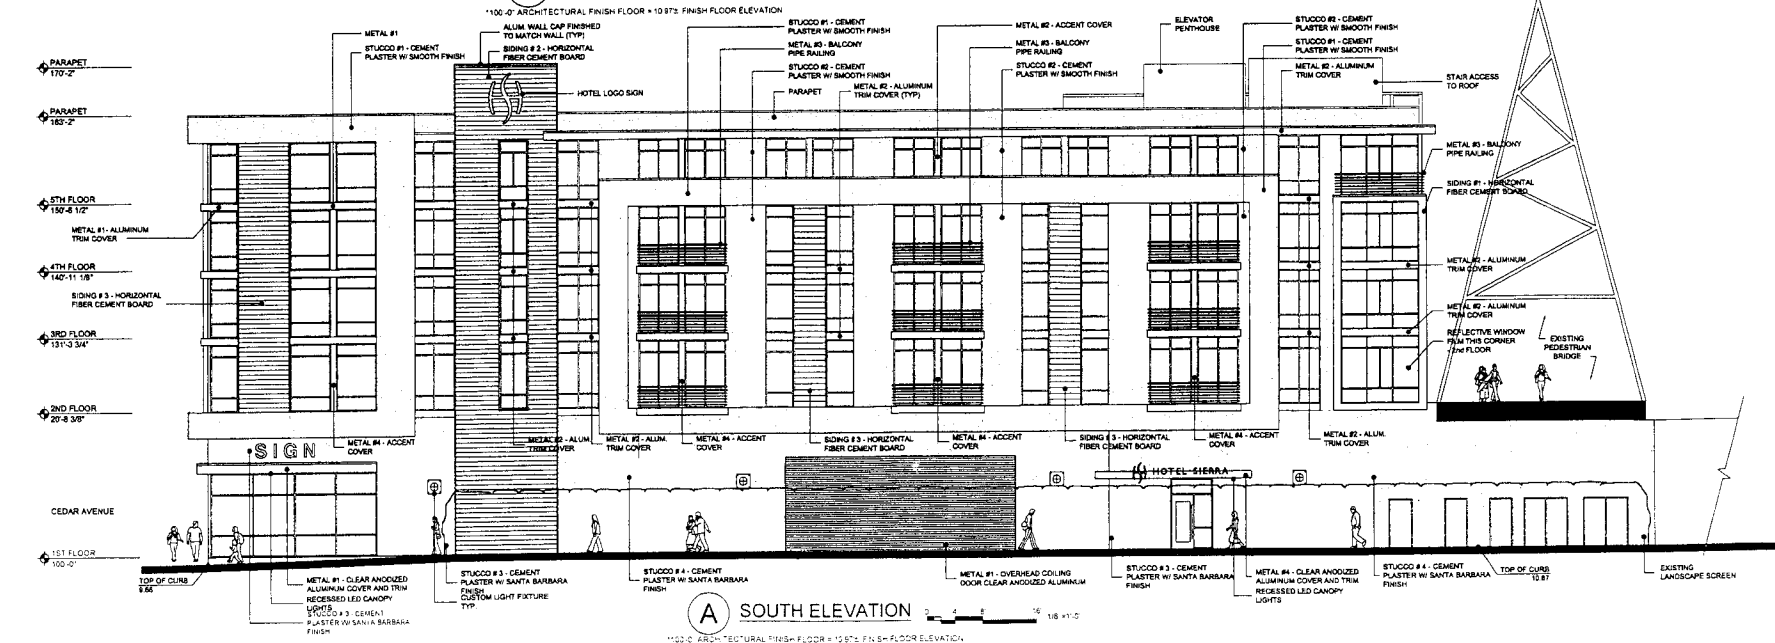 "100'-0" ARCHITECTURAL FINISH FLOOR = 10.97± FINISH FLOOR ELEVATION
METAL #1
STUCCO #1 - CEMENT
PLASTER W/ SMOOTH FINISH
ALUM. WALL CAP FINISHED
TO MATCH WALL (TYP)
SIDING # 2 - HORIZONTAL
FIBER CEMENT BOARD
HOTEL LOGO SIGN
STUCCO #1 - CEMENT
PLASTER W/ SMOOTH FINISH
METAL #3 - BALCONY
PIPE RAILING
STUCCO #2 - CEMENT
PLASTER W/ SMOOTH FINISH
PARAPET
METAL #2 - ALUMINUM
TRIM COVER (TYP)
METAL #2 - ACCENT COVER
METAL #3 - BALCONY
PIPE RAILING
STUCCO #2 - CEMENT
PLASTER W/ SMOOTH FINISH
ELEVATOR
PENTHOUSE
STUCCO #2 - CEMENT
PLASTER W/ SMOOTH FINISH
STUCCO #1 - CEMENT
PLASTER W/ SMOOTH FINISH
METAL #2 - ALUMINUM
TRIM COVER
STAIR ACCESS
TO ROOF
METAL #3 - BALCONY
PIPE RAILING
SIDING #1 - HORIZONTAL
FIBER CEMENT BOARD
METAL #2 - ALUMINUM
TRIM COVER
METAL #2 - ALUMINUM
TRIM COVER
REFLECTIVE WINDOW
FILM THIS CORNER
- 2nd FLOOR
EXISTING
PEDESTRIAN
BRIDGE
PARAPET
170'-2"
PARAPET
163'-2"
5TH FLOOR
150'-6 1/2"
METAL #1- ALUMINUM
TRIM COVER
4TH FLOOR
140'-11 1/8"
SIDING # 3 - HORIZONTAL
FIBER CEMENT BOARD
3RD FLOOR
131'-3 3/4"
2ND FLOOR
20'-8 3/8"
SIGN
METAL #4 - ACCENT
COVER
METAL #2 - ALUM.
TRIM COVER
METAL #2 - ALUM.
TRIM COVER
METAL #4 - ACCENT
COVER
SIDING # 3 - HORIZONTAL
FIBER CEMENT BOARD
METAL #4 - ACCENT
COVER
SIDING # 3 - HORIZONTAL
FIBER CEMENT BOARD
METAL #4 - ACCENT
COVER
METAL #2 - ALUM.
TRIM COVER
HS HOTEL SIERRA
CEDAR AVENUE
1ST FLOOR
100'-0"
TOP OF CURB
9.66
METAL #1 - CLEAR ANODIZED
ALUMINUM COVER AND TRIM
RECESSED LED CANOPY
LIGHTS
STUCCO # 3 - CEMENT
PLASTER W/ SANTA BARBARA
FINISH
STUCCO # 3 - CEMENT
PLASTER W/ SANTA BARBARA
FINISH
CUSTOM LIGHT FIXTURE
TYP.
STUCCO # 4 - CEMENT
PLASTER W/ SANTA BARBARA
FINISH
METAL #1 - OVERHEAD COILING
DOOR CLEAR ANODIZED ALUMINUM
STUCCO # 3 - CEMENT
PLASTER W/ SANTA BARBARA
FINISH
METAL #4 - CLEAR ANODIZED
ALUMINUM COVER AND TRIM
RECESSED LED CANOPY
LIGHTS
STUCCO # 4 - CEMENT
PLASTER W/ SANTA BARBARA
FINISH
TOP OF CURB
10.87
EXISTING
LANDSCAPE SCREEN
A SOUTH ELEVATION
0 4 8 16 1/8"=1'-0"
"100'-0" ARCHITECTURAL FINISH FLOOR = 10.97± FINISH FLOOR ELEVATION